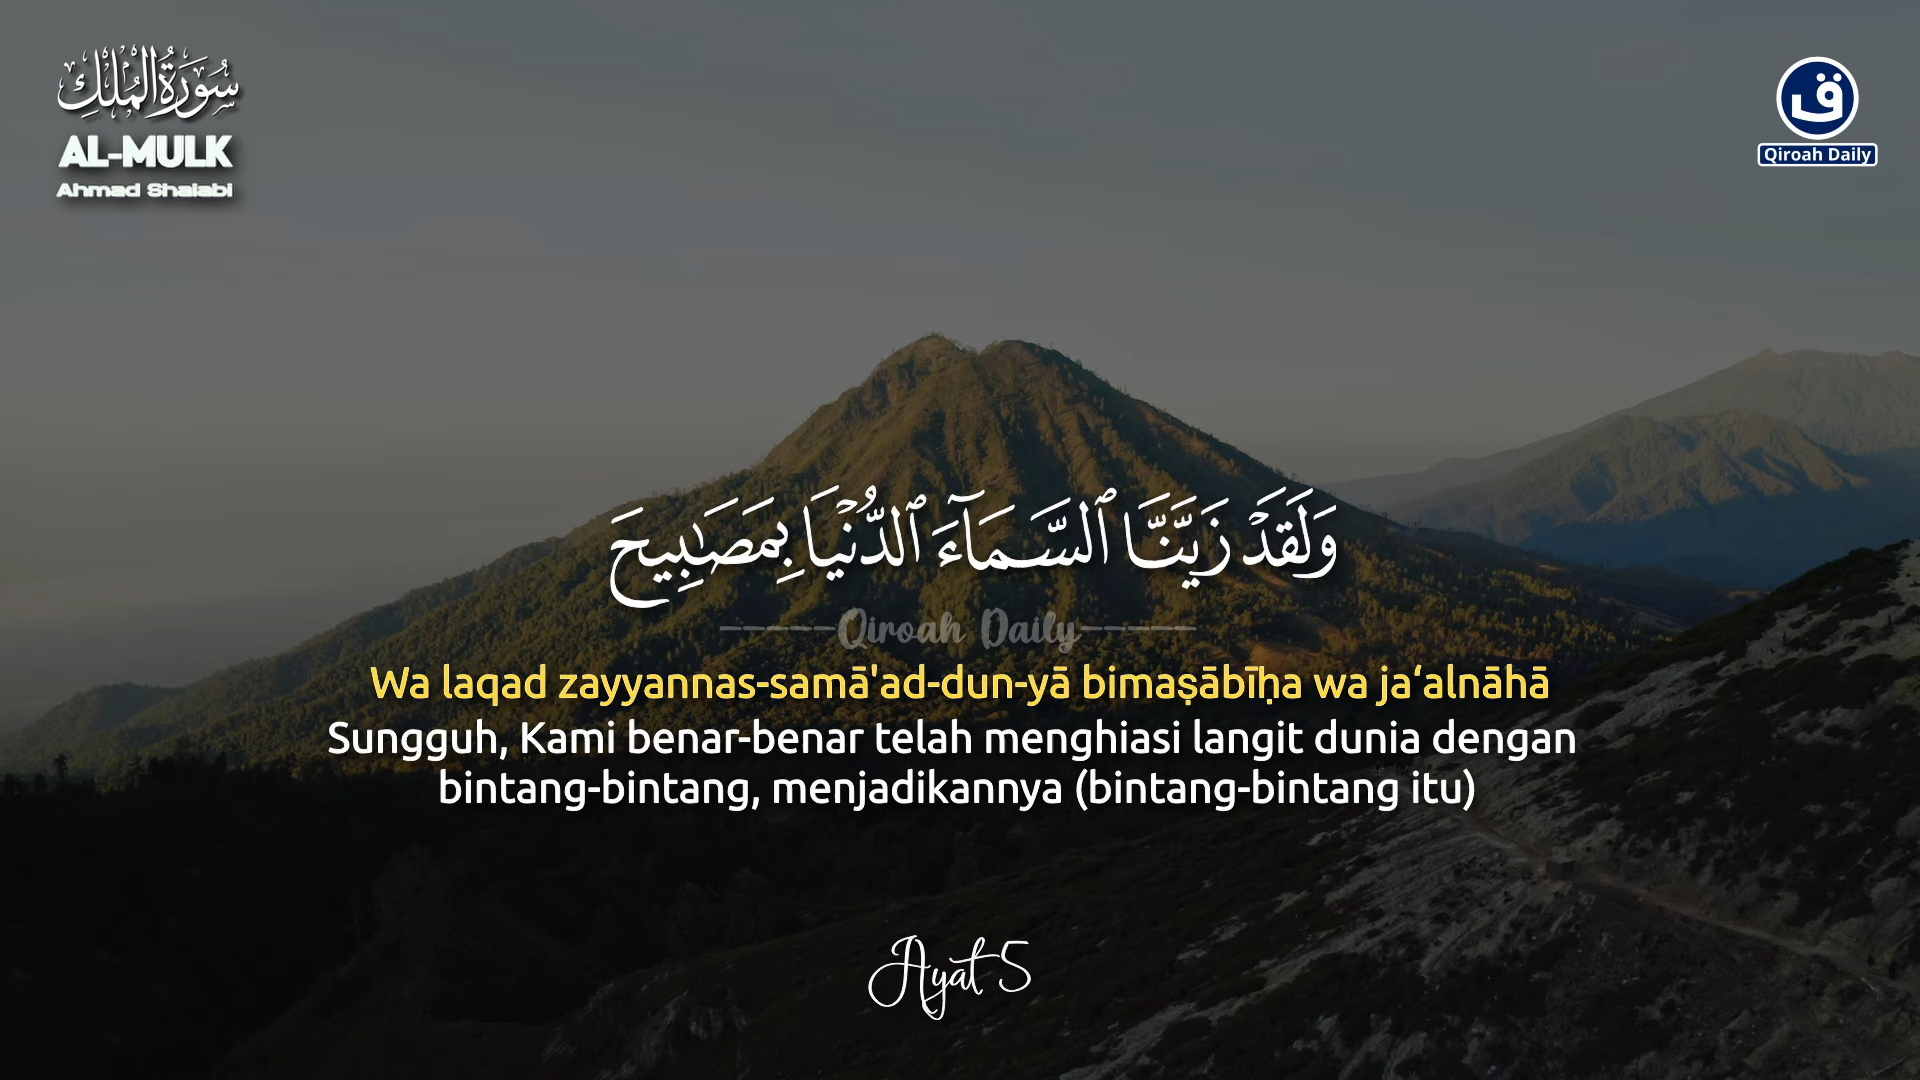 سُورَةُ الْمُلْكِ
AL-MULK
Ahmad Shalabi
ق
Qiroah Daily
وَلَقَدْ زَيَّنَّا ٱلسَّمَآءَ ٱلدُّنْيَا بِمَصَٰبِيحَ
-----Qiroah Daily-----
Wa laqad zayyannas-samā'ad-dun-yā bimaṣābīḥa wa ja‘alnāhā
Sungguh, Kami benar-benar telah menghiasi langit dunia dengan
bintang-bintang, menjadikannya (bintang-bintang itu)
Ayat 5